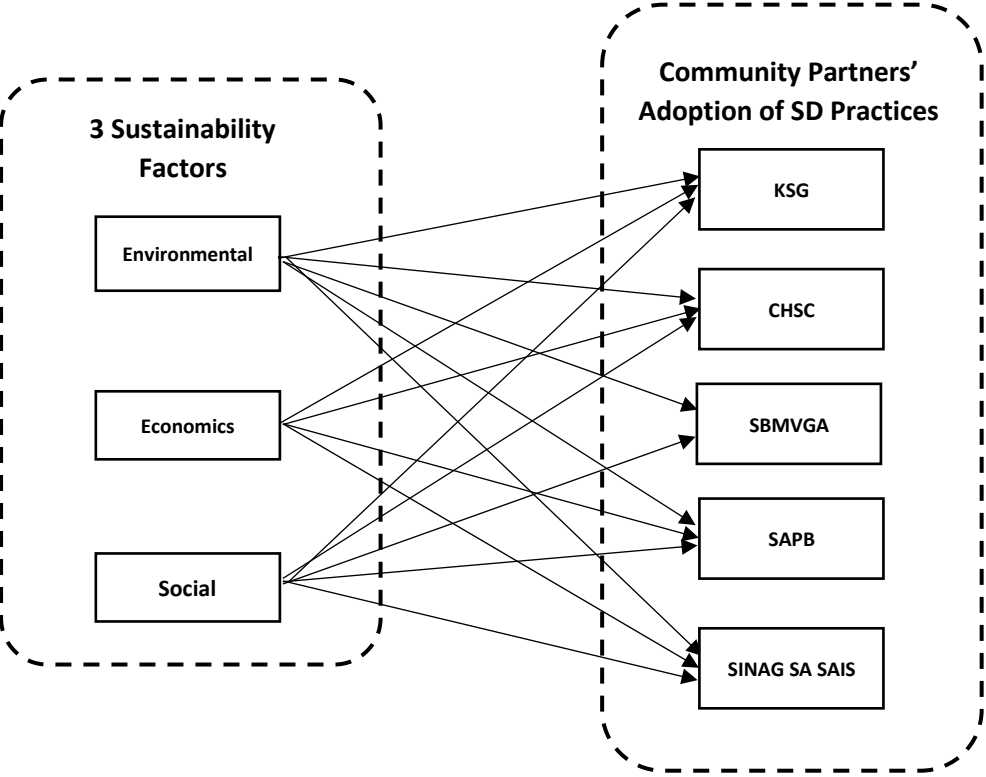 3 Sustainability
Factors
Environmental
Economics
Social
Community Partners’
Adoption of SD Practices
KSG
CHSC
SBMVGA
SAPB
SINAG SA SAIS